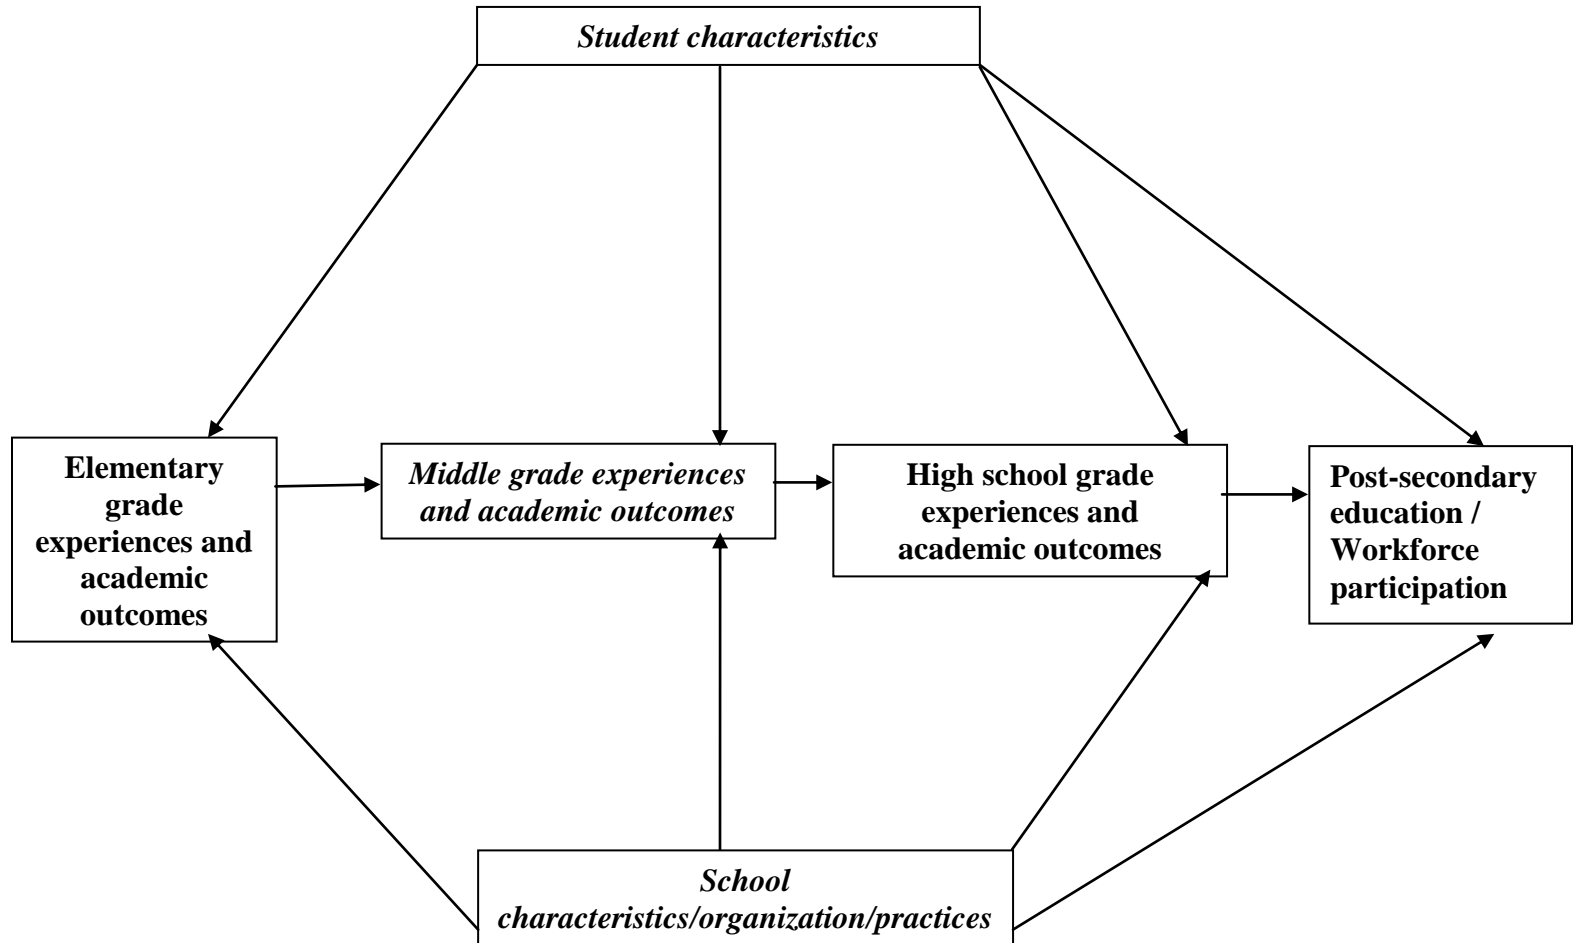 Student characteristics
Elementary
grade
experiences and
academic
outcomes
Middle grade experiences
and academic outcomes
High school grade
experiences and
academic outcomes
Post-secondary
education /
Workforce
participation
School
characteristics/organization/practices